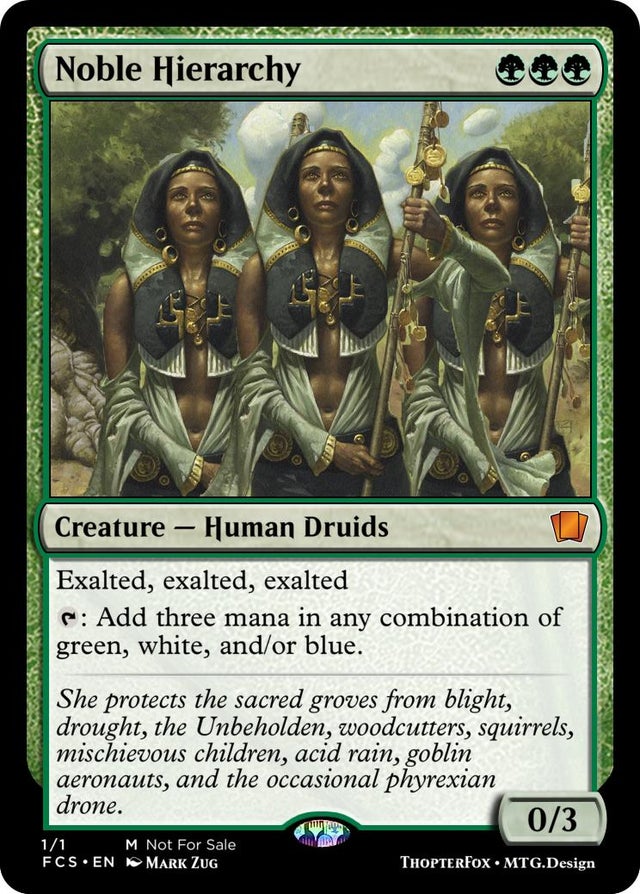 Noble Hierarchy
Creature — Human Druids
Exalted, exalted, exalted
: Add three mana in any combination of
green, white, and/or blue.
She protects the sacred groves from blight,
drought, the Unbeholden, woodcutters, squirrels,
mischievous children, acid rain, goblin
aeronauts, and the occasional phyrexian
drone.
0/3
1/1 M Not For Sale
FCS • EN Mark Zug
ThopterFox • MTG.Design